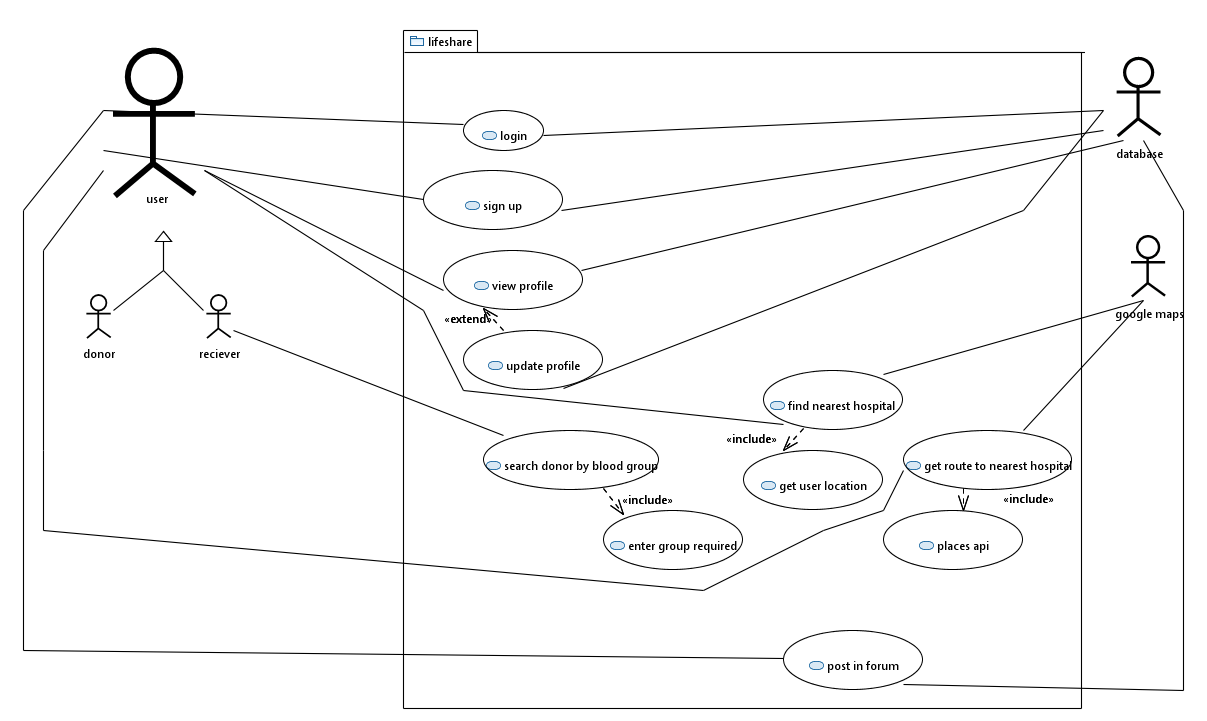 lifeshare
login
database
user
sign up
view profile
«extend»
google maps
donor
reciever
update profile
find nearest hospital
«include»
search donor by blood group
get route to nearest hospital
get user location
«include»
«include»
enter group required
places api
post in forum